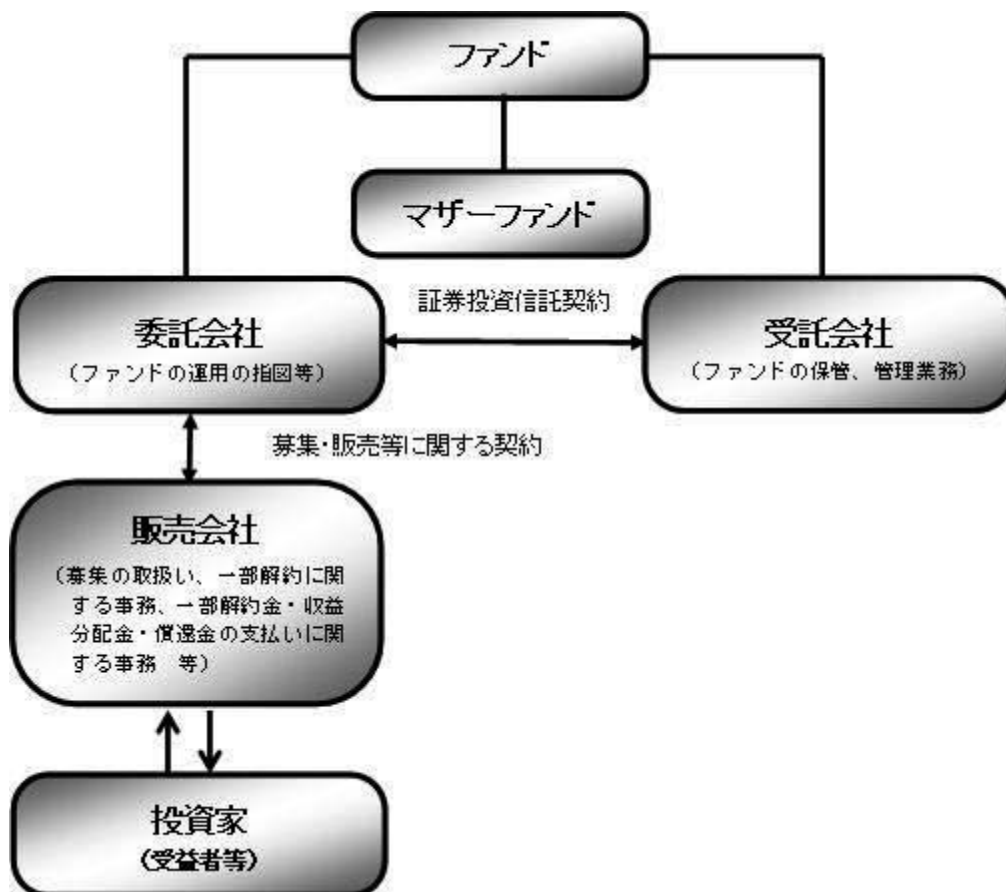 ファンド
マザーファンド
証券投資信託契約
委託会社
（ファンドの運用の指図等）
受託会社
（ファンドの保管、管理業務）
募集・販売等に関する契約
販売会社
（募集の取扱い、一部解約に関
する事務、一部解約金・収益
分配金・償還金の支払いに関
する事務　等）
投資家
（受益者等）